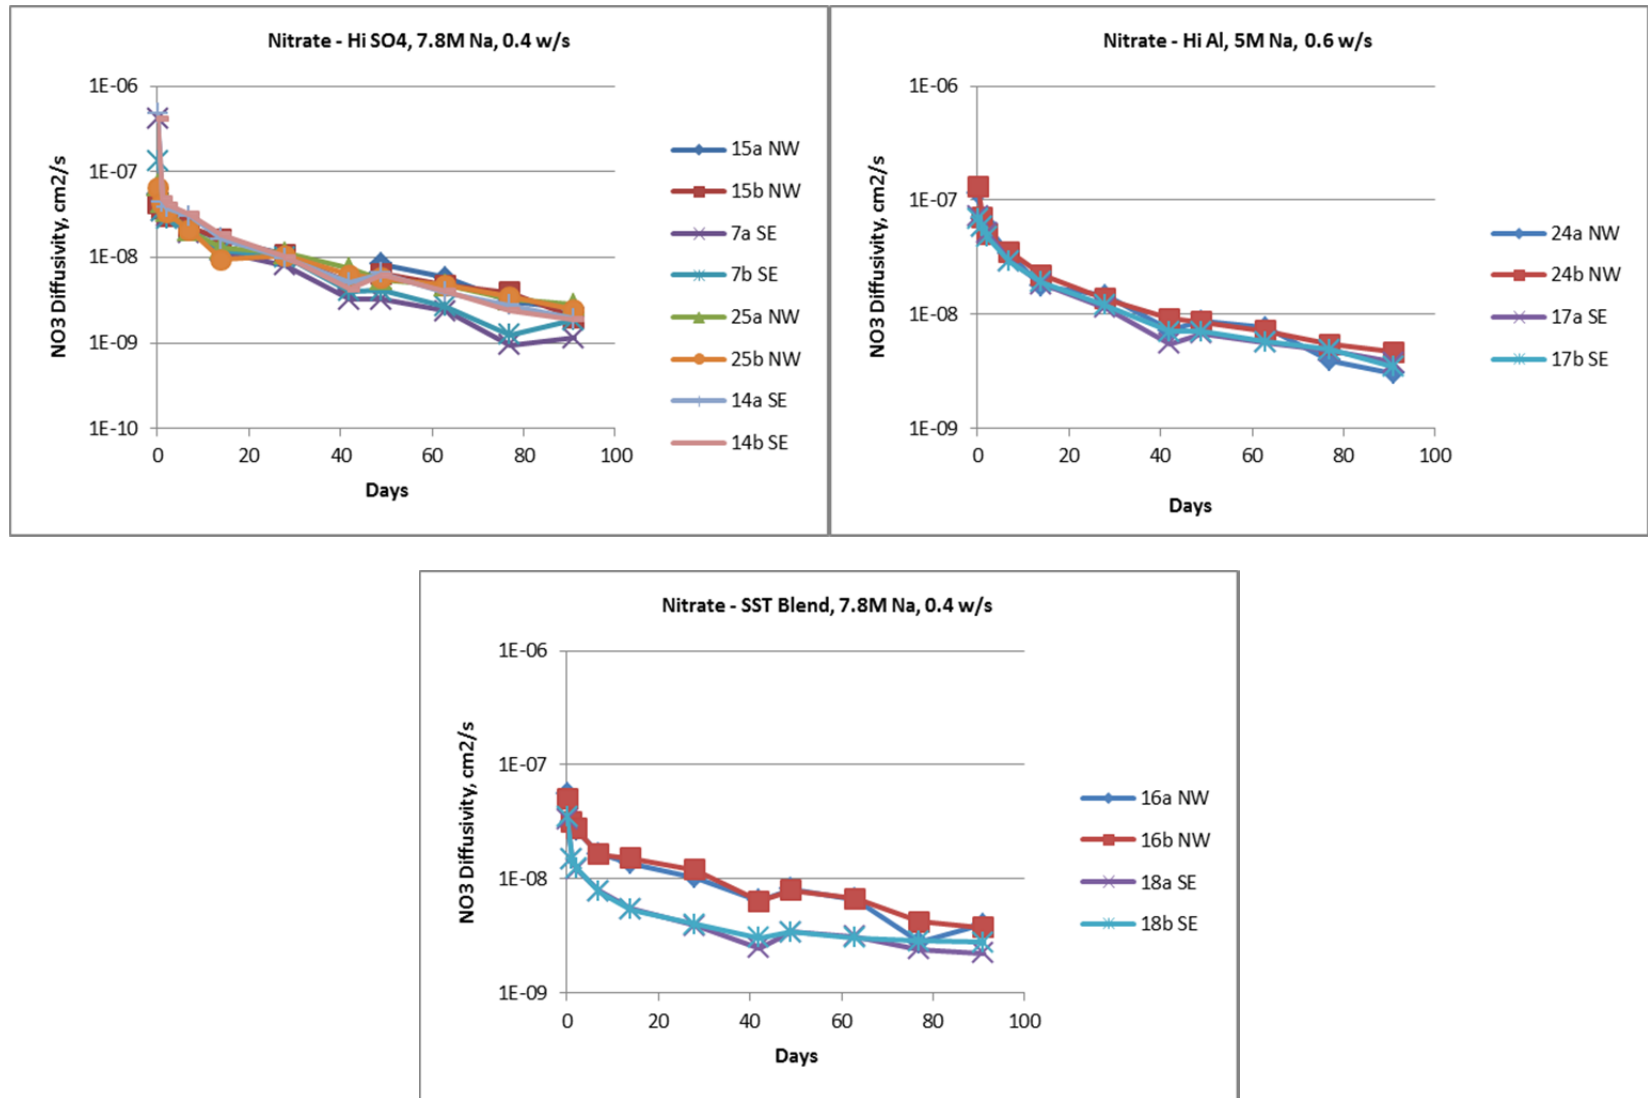 Nitrate - Hi SO4, 7.8M Na, 0.4 w/s
NO3 Diffusivity, cm2/s
1E-06
1E-07
1E-08
1E-09
1E-10
0 20 40 60 80 100
Days
15a NW
15b NW
7a SE
7b SE
25a NW
25b NW
14a SE
14b SE
Nitrate - Hi Al, 5M Na, 0.6 w/s
NO3 Diffusivity, cm2/s
1E-06
1E-07
1E-08
1E-09
0 20 40 60 80 100
Days
24a NW
24b NW
17a SE
17b SE
Nitrate - SST Blend, 7.8M Na, 0.4 w/s
NO3 Diffusivity, cm2/s
1E-06
1E-07
1E-08
1E-09
0 20 40 60 80 100
Days
16a NW
16b NW
18a SE
18b SE